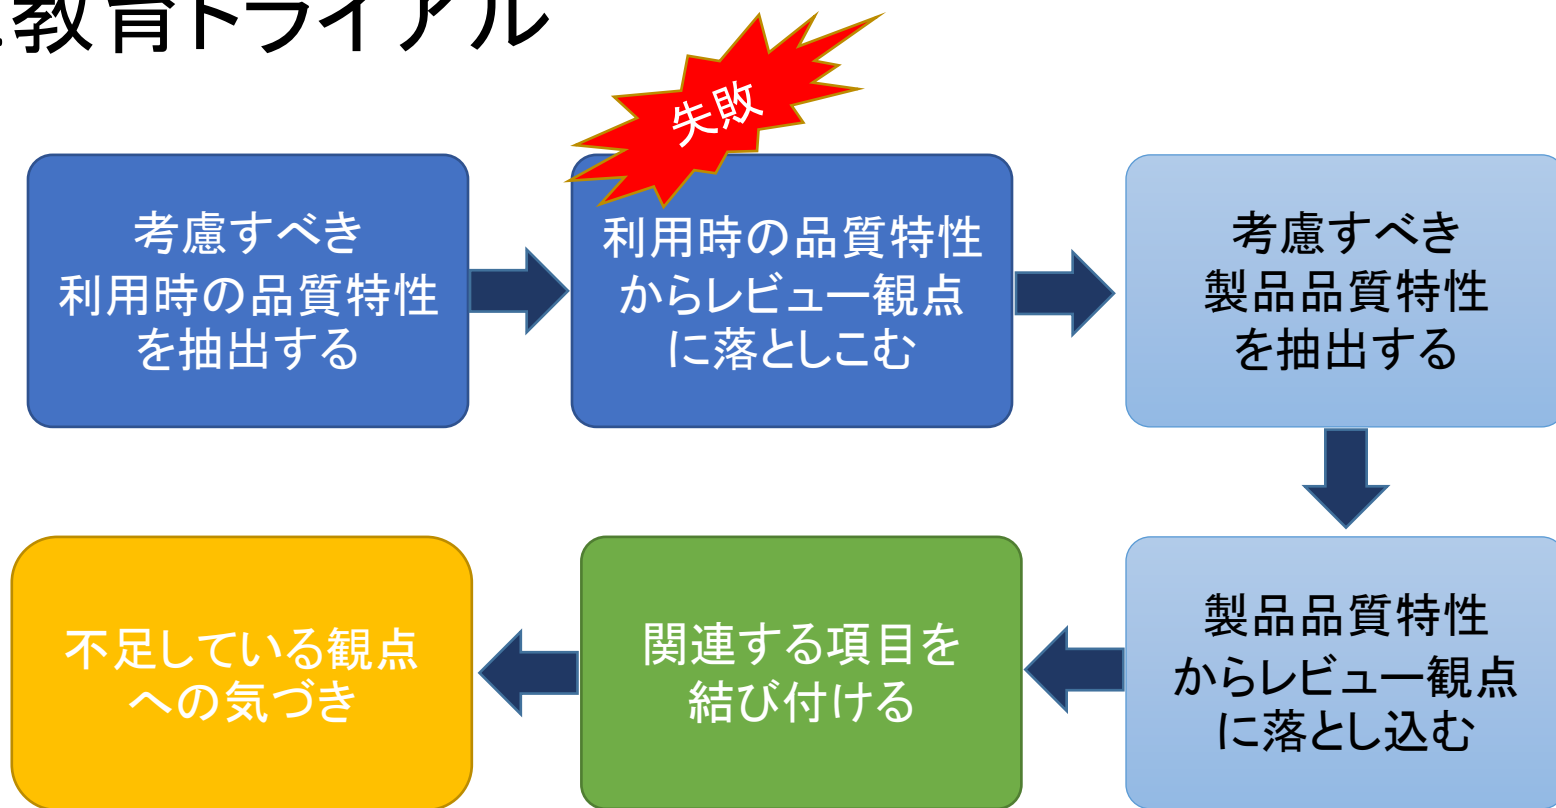 教育トライアル
失敗
考慮すべき
利用時の品質特性
を抽出する
利用時の品質特性
からレビュー観点
に落としこむ
考慮すべき
製品品質特性
を抽出する
製品品質特性
からレビュー観点
に落とし込む
関連する項目を
結び付ける
不足している観点
への気づき